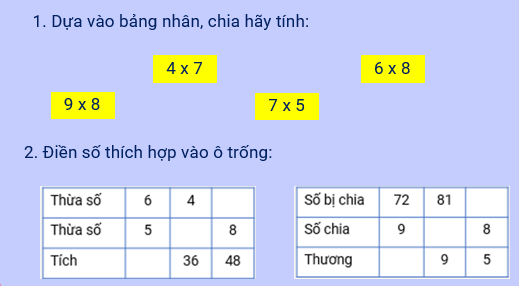 1. Dựa vào bảng nhân, chia hãy tính:
4 x 7
6 x 8
9 x 8
7 x 5
2. Điền số thích hợp vào ô trống:
Thừa số 6 4
Thừa số 5 8
Tích 36 48
Số bị chia 72 81
Số chia 9 8
Thương 9 5